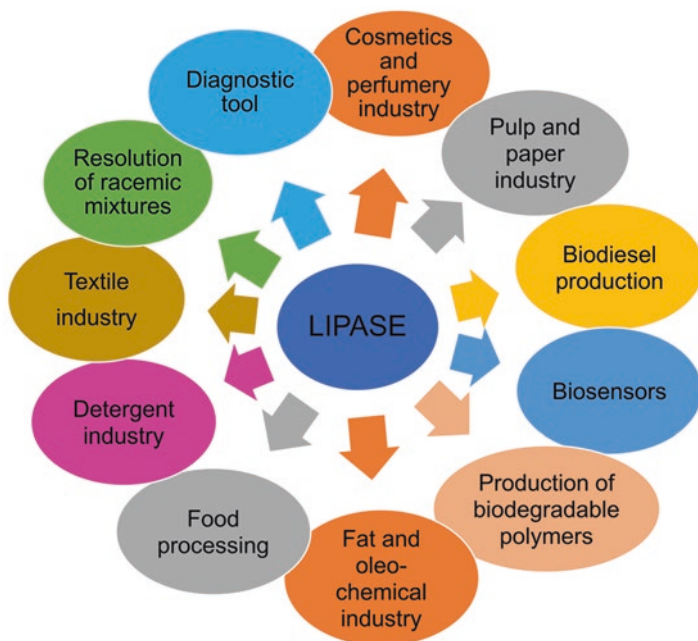 Cosmetics and
perfumery
industry
Pulp and
paper
industry
Biodiesel
production
Biosensors
Production of
biodegradable
polymers
Fat and
oleo-
chemical
industry
Food
processing
Detergent
industry
Textile
industry
Resolution
of racemic
mixtures
Diagnostic
tool
LIPASE